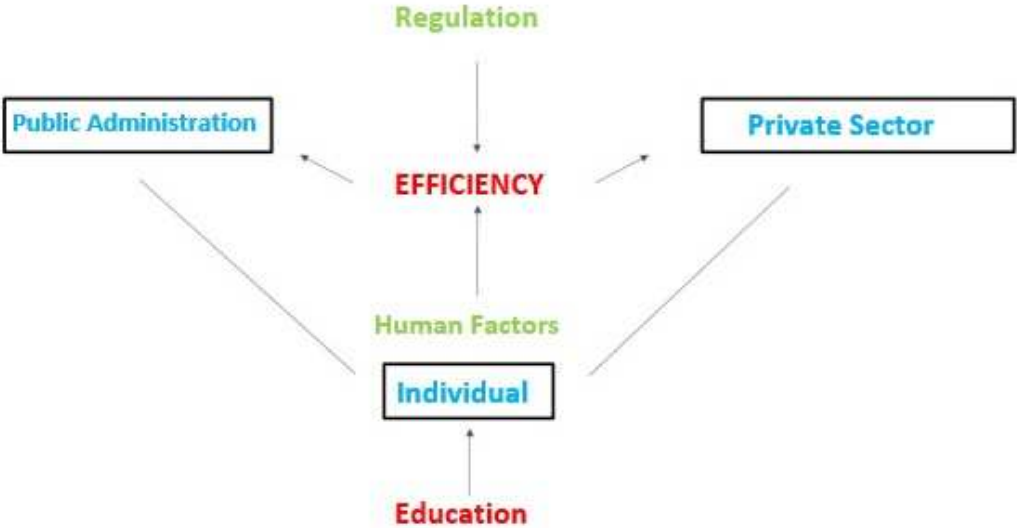 Regulation
Public Administration
Private Sector
EFFICIENCY
Human Factors
Individual
Education